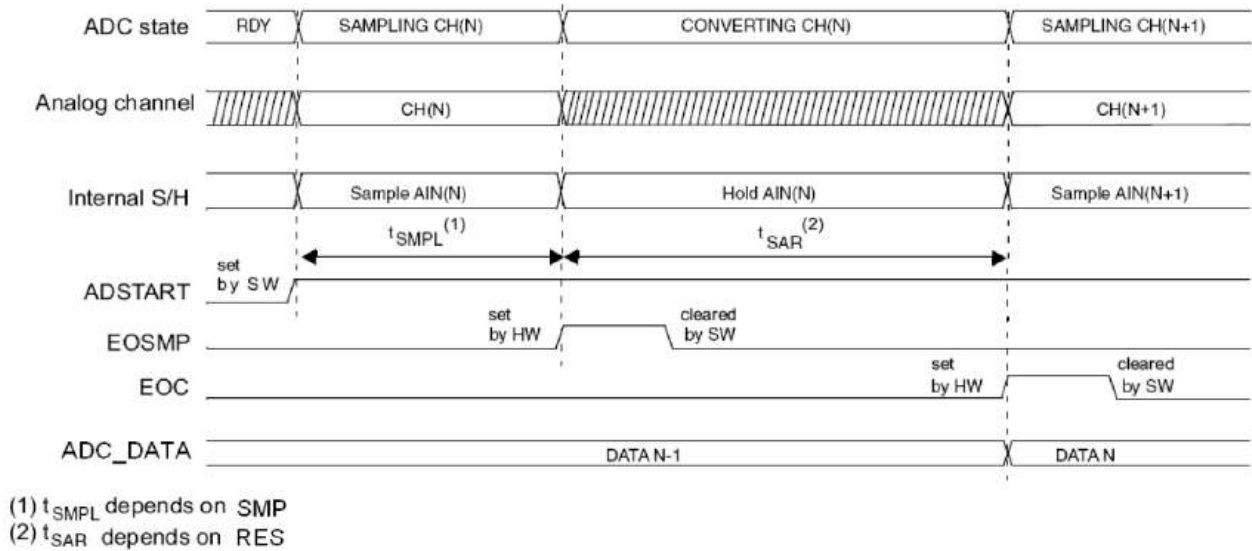 ADC state RDY SAMPLING CH(N) CONVERTING CH(N) SAMPLING CH(N+1)
Analog channel CH(N) CH(N+1)
Internal S/H Sample AIN(N) Hold AIN(N) Sample AIN(N+1)
tSMPL(1) tSAR(2)
set
by SW
ADSTART
set cleared
by HW by SW
EOSMP
set cleared
by HW by SW
EOC
ADC_DATA DATA N-1 DATA N
(1) tSMPL depends on SMP
(2) tSAR depends on RES